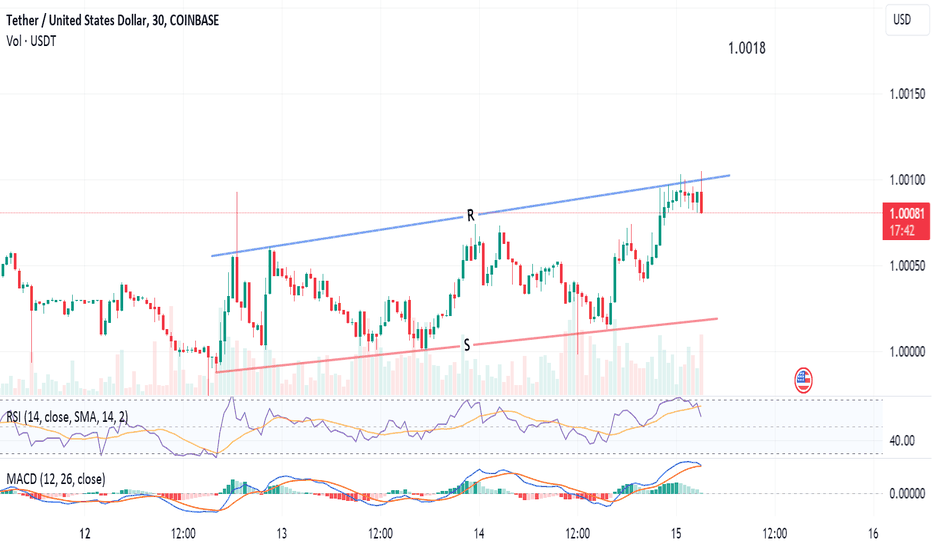 Tether / United States Dollar, 30, COINBASE
USD
Vol · USDT
1.0018
1.00150
1.00100
R
1.00081
17:42
1.00050
S
1.00000
RSI (14, close, SMA, 14, 2)
40.00
MACD (12, 26, close)
0.00000
12
12:00
13
12:00
14
12:00
15
12:00
16